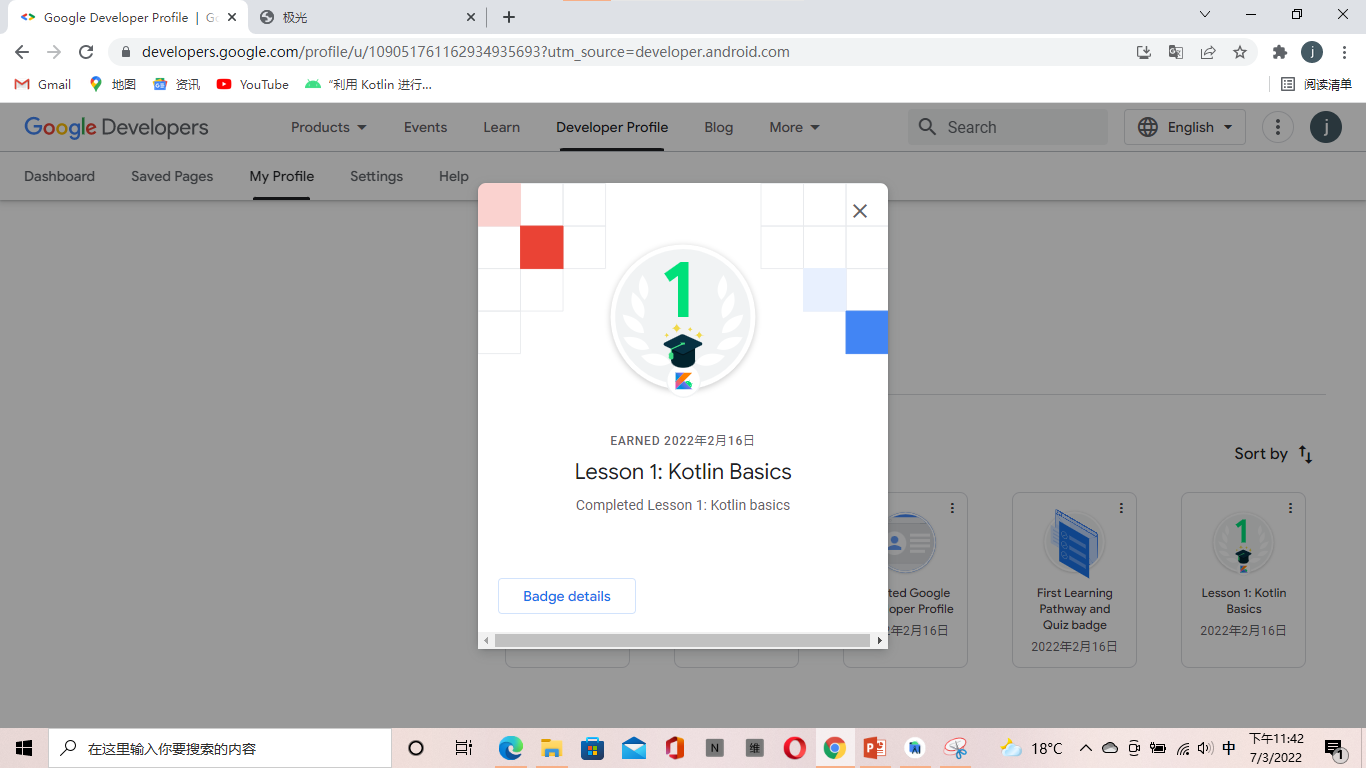 Google Developer Profile | Go
极光
developers.google.com/profile/u/109051761162934935693?utm_source=developer.android.com
j
Gmail
地图
资讯
YouTube
“利用 Kotlin 进行...
阅读清单
Google Developers
Products
Events
Learn
Developer Profile
Blog
More
Search
English
j
Dashboard
Saved Pages
My Profile
Settings
Help
1
EARNED 2022年2月16日
Lesson 1: Kotlin Basics
Completed Lesson 1: Kotlin basics
Badge details
Sort by
ted Google
oper Profile
年2月16日
First Learning
Pathway and
Quiz badge
2022年2月16日
1
Lesson 1: Kotlin
Basics
2022年2月16日
在这里输入你要搜索的内容
N
维
18°C
中
下午11:42
7/3/2022
1